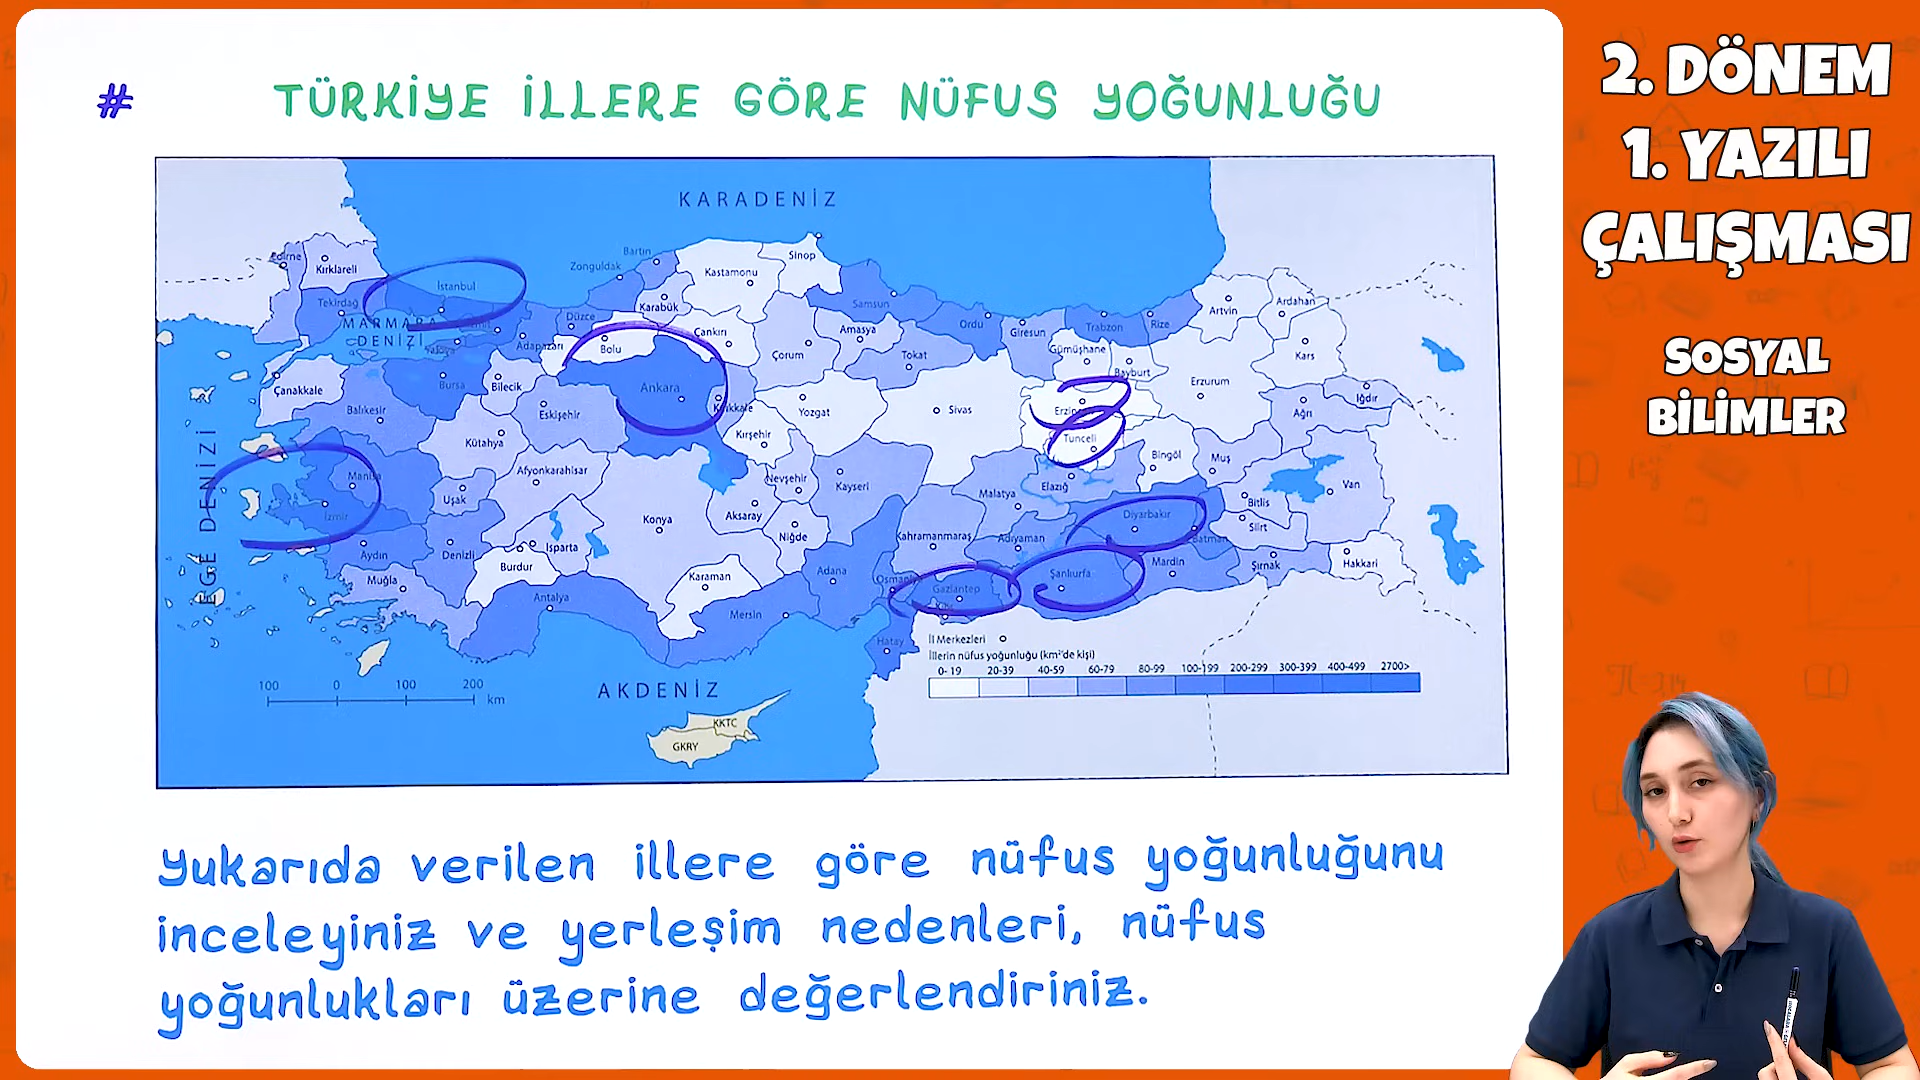 # TÜRKİYE İLLERE GÖRE NÜFUS YOĞUNLUĞU
2. DÖNEM
1. YAZILI
ÇALIŞMASI
SOSYAL
BİLİMLER
KARADENİZ
Edirne
Kırklareli
Tekirdağ
İstanbul
MARMARA
DENİZİ
Yalova
Adapazarı
Düzce
Zonguldak
Bartın
Karabük
Kastamonu
Sinop
Bolu
Çankırı
Samsun
Amasya
Çorum
Tokat
Ordu
Giresun
Trabzon
Rize
Artvin
Ardahan
Gümüşhane
Bayburt
Kars
Erzurum
Iğdır
Ağrı
Çanakkale
Balıkesir
Bursa
Bilecik
Eskişehir
Ankara
Kırşehir
Yozgat
Sivas
Tunceli
Bingöl
Muş
Kütahya
Afyonkarahisar
Uşak
Manisa
İzmir
EGE DENİZİ
Nevşehir
Kayseri
Malatya
Elazığ
Bitlis
Van
Siirt
Diyarbakır
Batman
Konya
Aksaray
Niğde
Kahramanmaraş
Adıyaman
Aydın
Denizli
Isparta
Burdur
Muğla
Antalya
Karaman
Mersin
Adana
Osmaniye
Gaziantep
Kilis
Şanlıurfa
Mardin
Şırnak
Hakkari
Hatay
İl Merkezleri
İllerin nüfus yoğunluğu (km²'de kişi)
0-19 20-39 40-59 60-79 80-99 100-199 200-299 300-399 400-499 2700>
100 0 100 200 km
AKDENİZ
KKTC
GKRY
Yukarıda verilen illere göre nüfus yoğunluğunu
inceleyiniz ve yerleşim nedenleri, nüfus
yoğunlukları üzerine değerlendiriniz.